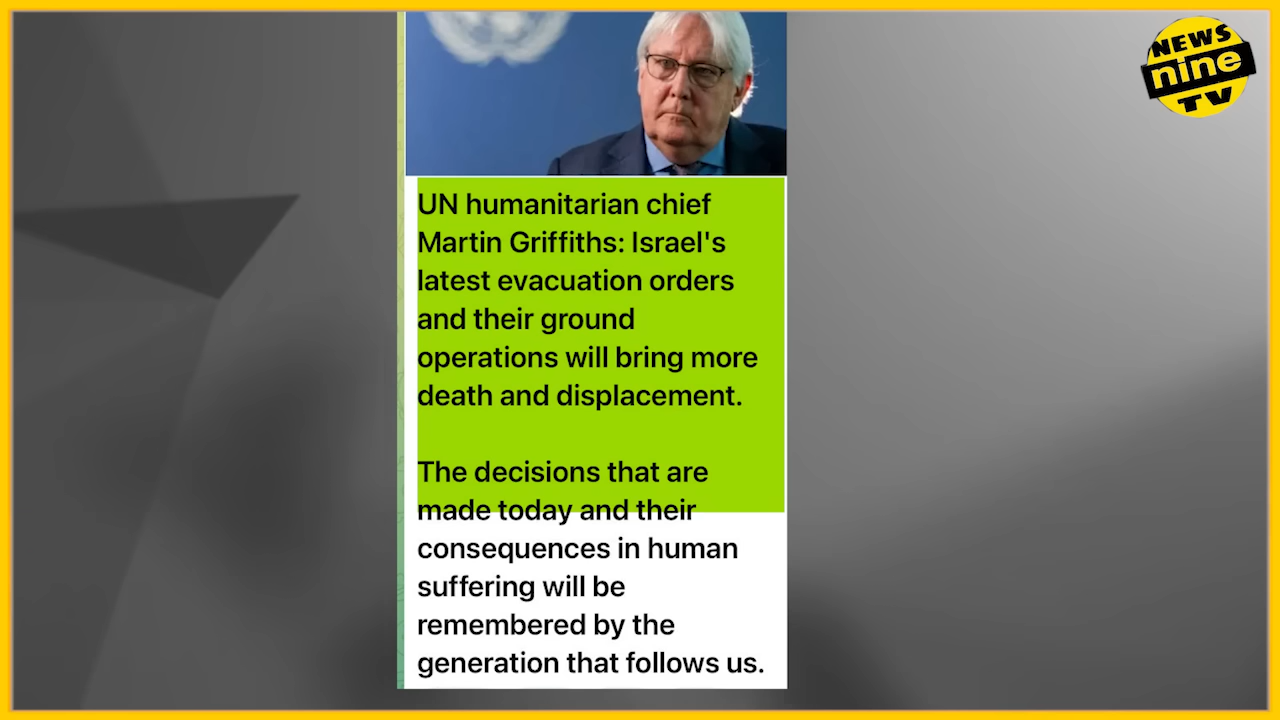 NEWS
nine
TV
UN humanitarian chief
Martin Griffiths: Israel's
latest evacuation orders
and their ground
operations will bring more
death and displacement.
The decisions that are
made today and their
consequences in human
suffering will be
remembered by the
generation that follows us.